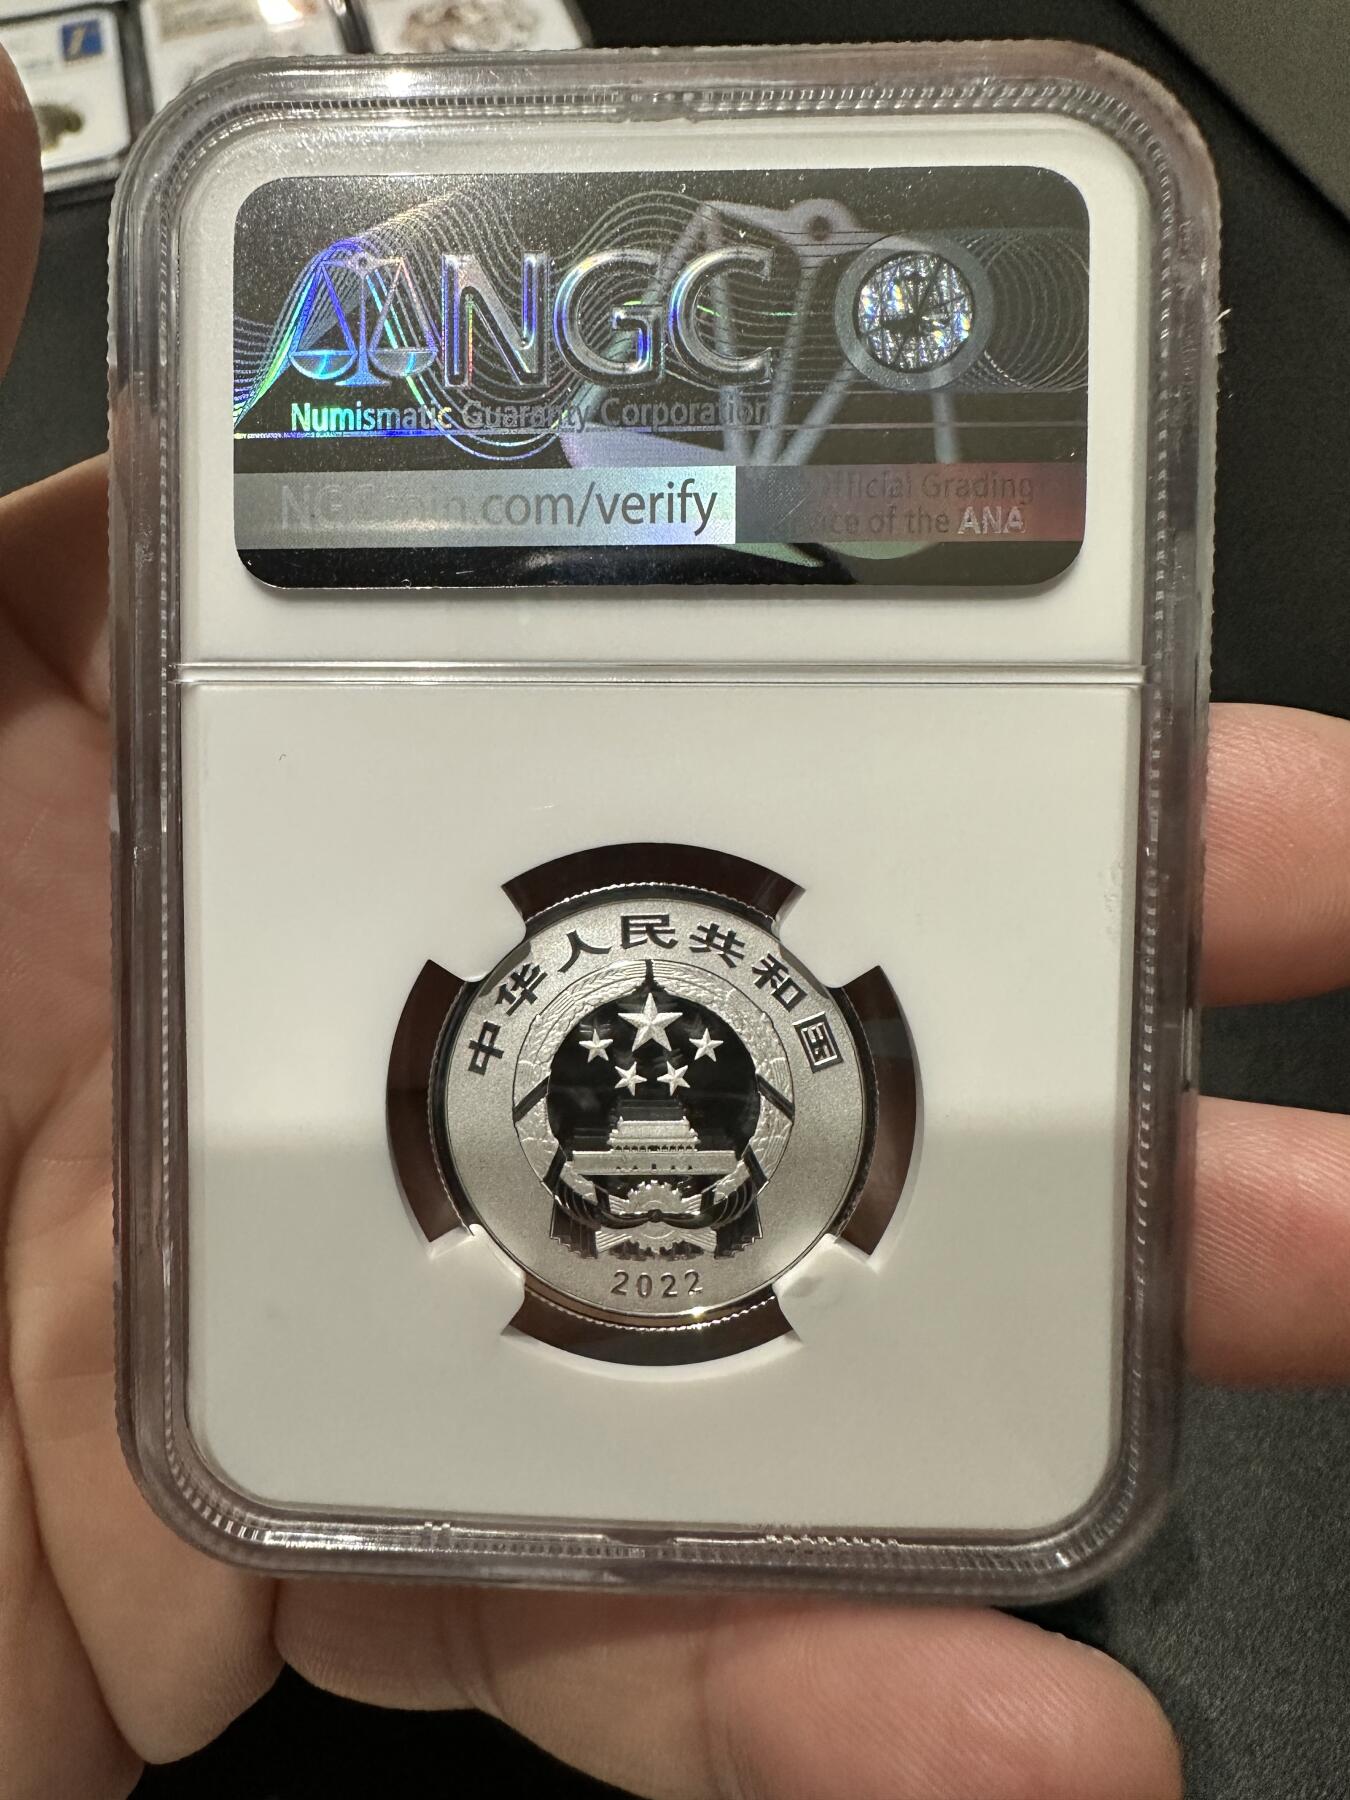 NGC
Numismatic Guaranty Corporation
NGCcoin.com/verify
Official Grading
Service of the ANA
中华人民共和国
2022